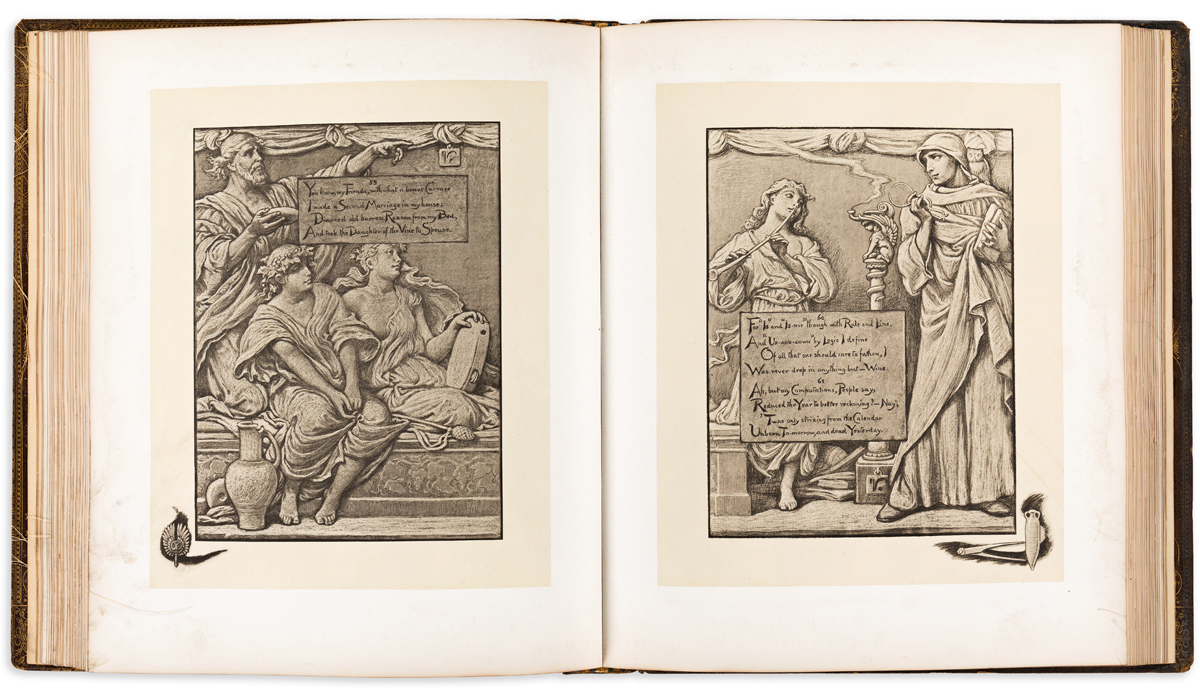 59
You know, my Friends, with what a brave Carouse
I made a Second Marriage in my house;
Divorced old barren Reason from my Bed,
And took the Daughter of the Vine to Spouse.
60
For "Is" and "Is-not" though with Rule and Line,
And "Up-and-down" by Logic I define
Of all that one should care to fathom, I
Was never deep in anything but—Wine.
61
Ah, but my Computations, People say,
Reduced the Year to better reckoning?—Nay,
'Twas only striking from the Calendar
Unborn To-morrow, and dead Yesterday.